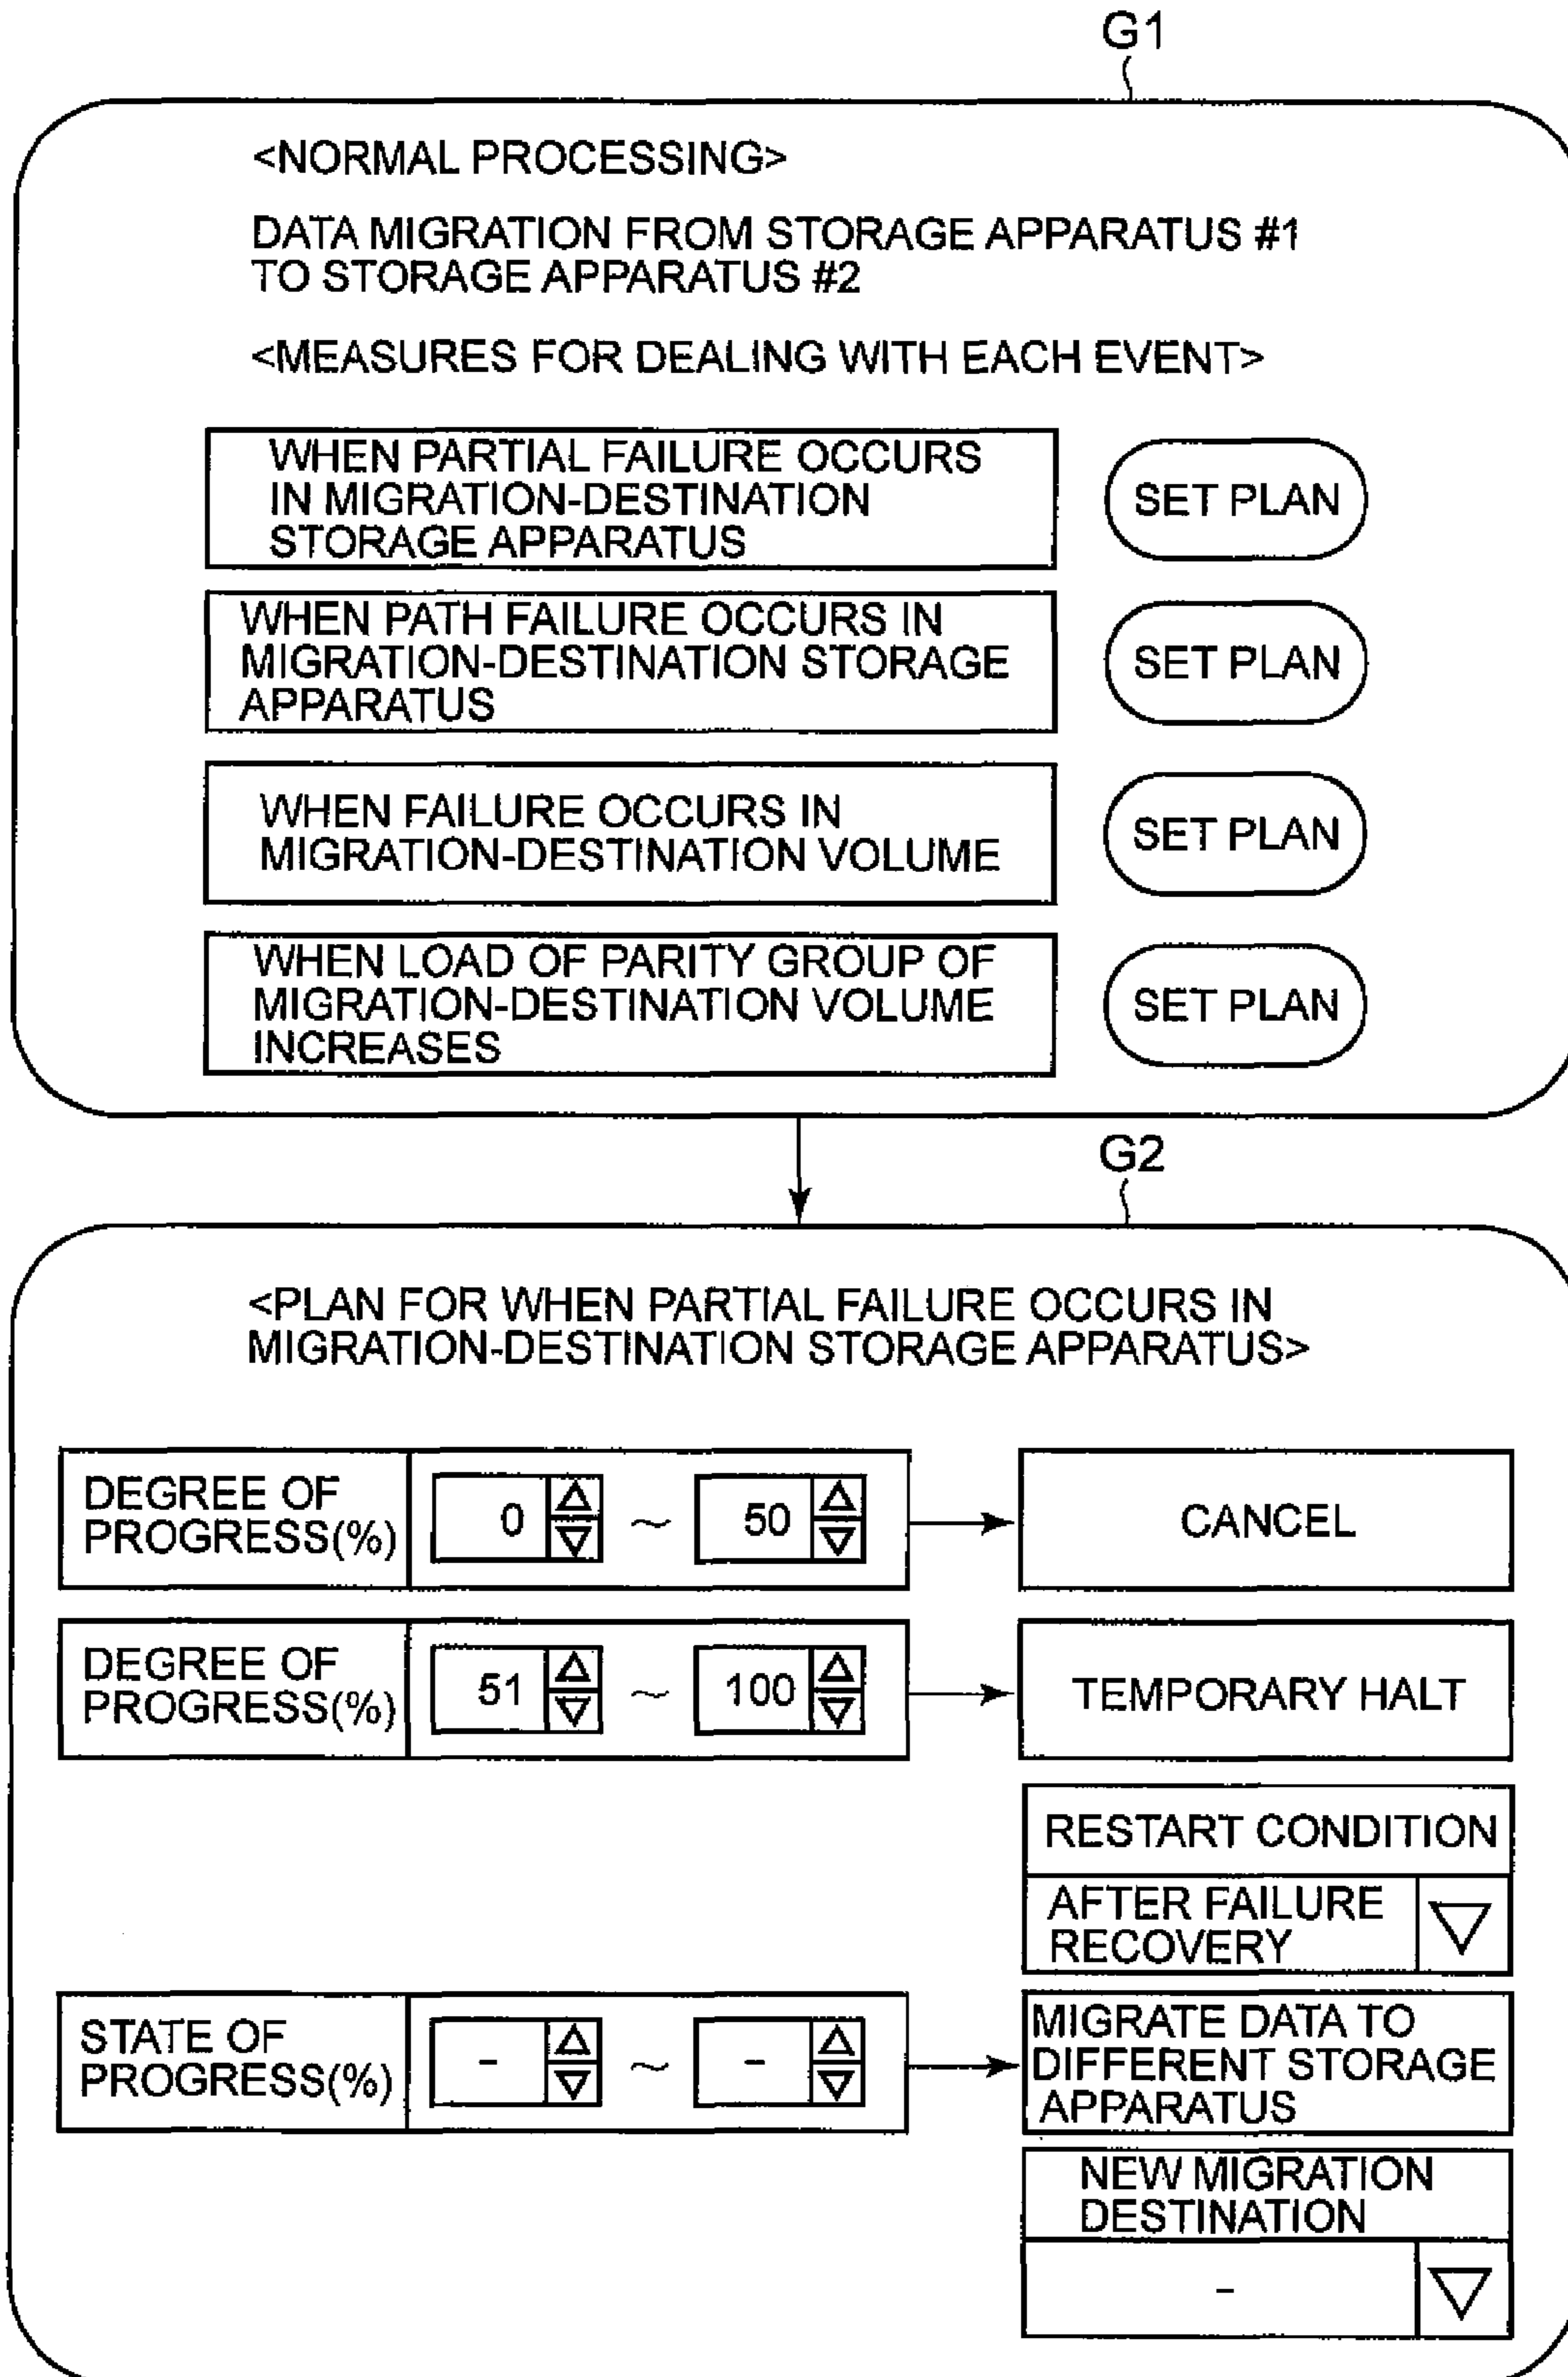 G1
<NORMAL PROCESSING>
DATA MIGRATION FROM STORAGE APPARATUS #1
TO STORAGE APPARATUS #2
<MEASURES FOR DEALING WITH EACH EVENT>
WHEN PARTIAL FAILURE OCCURS
IN MIGRATION-DESTINATION
STORAGE APPARATUS
SET PLAN
WHEN PATH FAILURE OCCURS IN
MIGRATION-DESTINATION STORAGE
APPARATUS
SET PLAN
WHEN FAILURE OCCURS IN
MIGRATION-DESTINATION VOLUME
SET PLAN
WHEN LOAD OF PARITY GROUP OF
MIGRATION-DESTINATION VOLUME
INCREASES
SET PLAN
G2
<PLAN FOR WHEN PARTIAL FAILURE OCCURS IN
MIGRATION-DESTINATION STORAGE APPARATUS>
DEGREE OF
PROGRESS(%)
0 ~ 50
CANCEL
DEGREE OF
PROGRESS(%)
51 ~ 100
TEMPORARY HALT
RESTART CONDITION
AFTER FAILURE
RECOVERY
STATE OF
PROGRESS(%)
- ~ -
MIGRATE DATA TO
DIFFERENT STORAGE
APPARATUS
NEW MIGRATION
DESTINATION
-